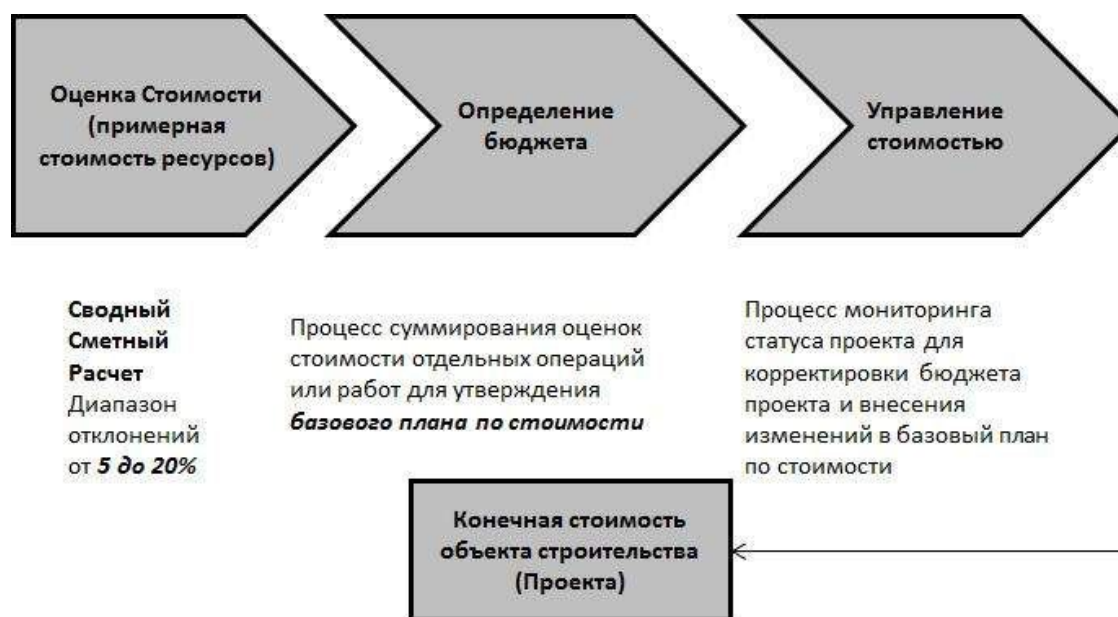 Оценка Стоимости
(примерная
стоимость ресурсов)
Определение
бюджета
Управление
стоимостью
Сводный
Сметный
Расчет
Диапазон
отклонений
от 5 до 20%
Процесс суммирования оценок
стоимости отдельных операций
или работ для утверждения
базового плана по стоимости
Процесс мониторинга
статуса проекта для
корректировки бюджета
проекта и внесения
изменений в базовый план
по стоимости
Конечная стоимость
объекта строительства
(Проекта)